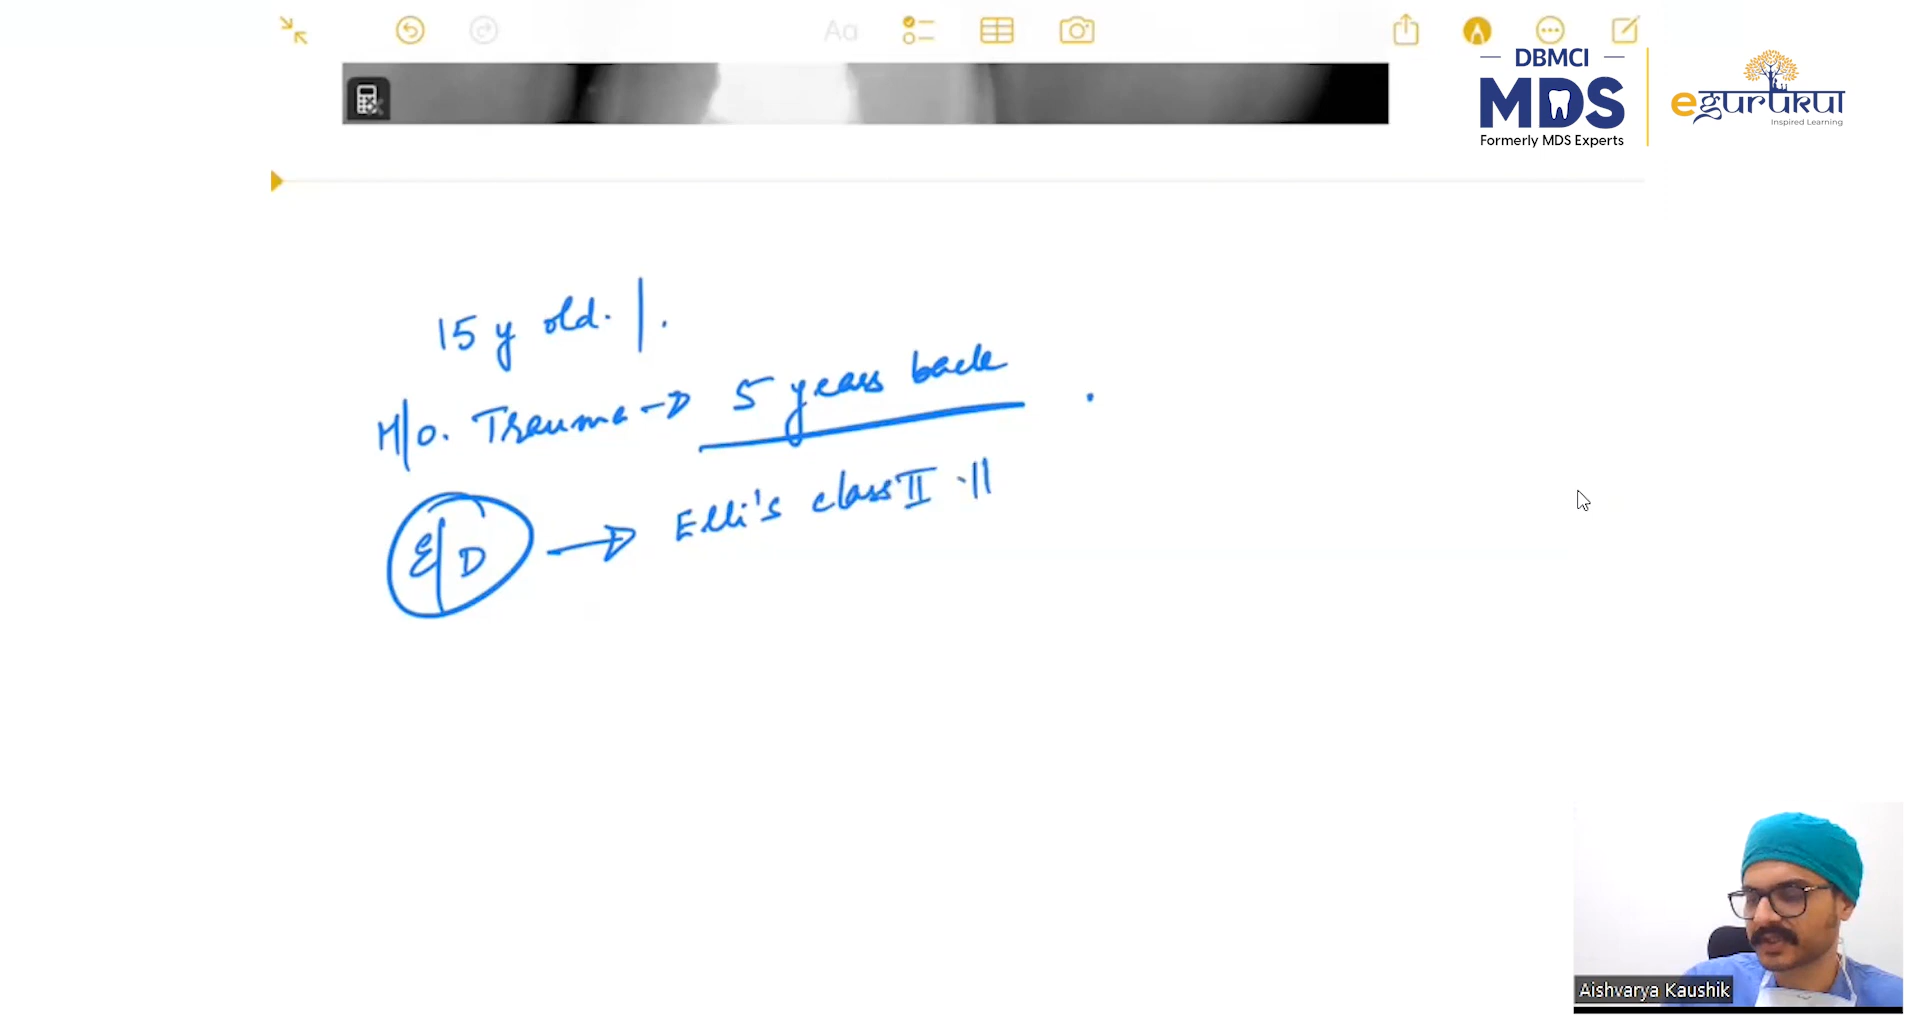 Aa
DBMCI
MDS
Formerly MDS Experts
egurukul
Inspired Learning
15 y old.
H/o. Trauma → 5 years back
E/D → Elli's class II
Aishvarya Kaushik